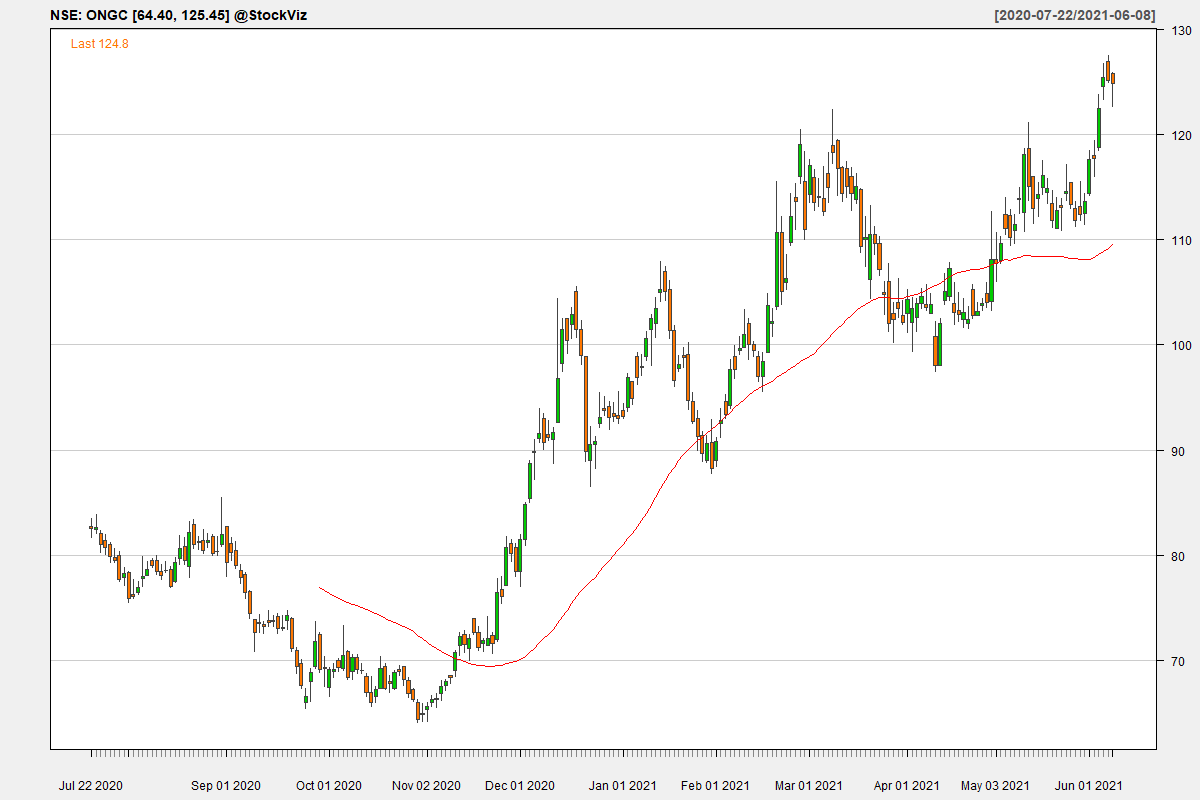 NSE: ONGC [64.40, 125.45] @StockViz [2020-07-22/2021-06-08]
Last 124.8
130
120
110
100
90
80
70
Jul 22 2020 Sep 01 2020 Oct 01 2020 Nov 02 2020 Dec 01 2020 Jan 01 2021 Feb 01 2021 Mar 01 2021 Apr 01 2021 May 03 2021 Jun 01 2021